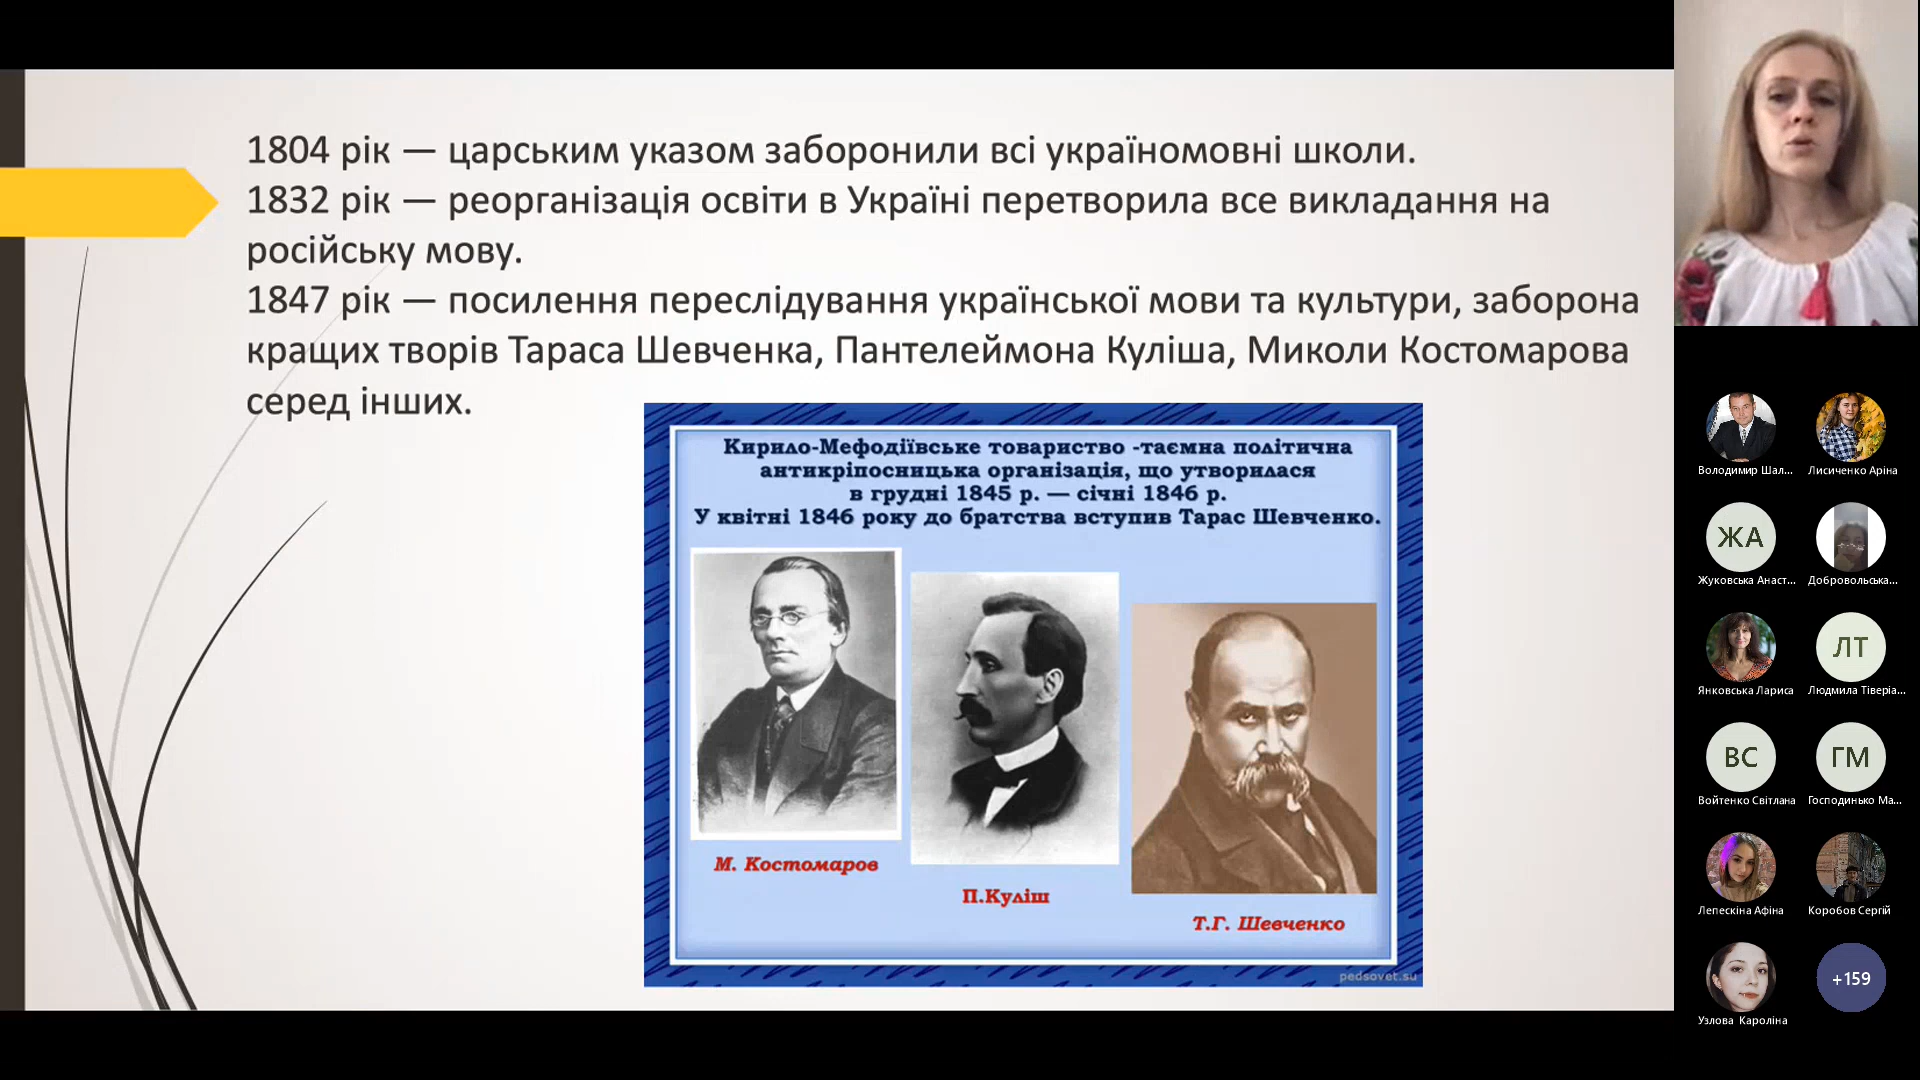 1804 рік — царським указом заборонили всі україномовні школи.
1832 рік — реорганізація освіти в Україні перетворила все викладання на
російську мову.
1847 рік — посилення переслідування української мови та культури, заборона
кращих творів Тараса Шевченка, Пантелеймона Куліша, Миколи Костомарова
серед інших.
Кирило-Мефодіївське товариство -таємна політична
антикріпосницька організація, що утворилася
в грудні 1845 р. — січні 1846 р.
У квітні 1846 року до братства вступив Тарас Шевченко.
М. Костомаров
П.Куліш
Т.Г. Шевченко
pedsovet.su
Володимир Шал...
Лисиченко Аріна
ЖА
Жуковська Анаст...
Добровольська...
Янковська Лариса
ЛТ
Людмила Тіверіа...
ВС
Войтенко Світлана
ГМ
Господинько Ма...
Лепескіна Афіна
Коробов Сергій
Узлова Кароліна
+159